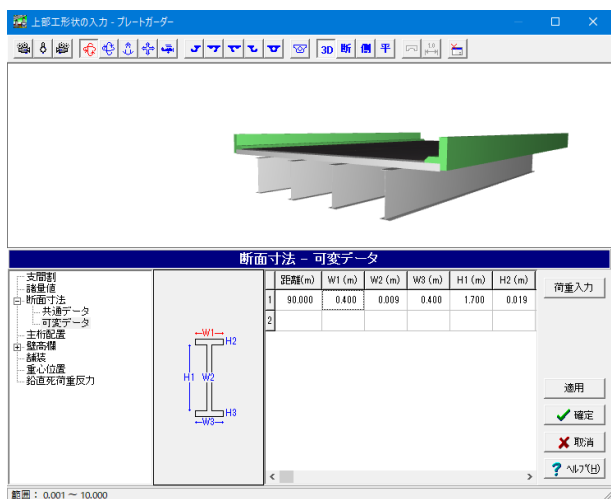 上部工形状の入力 - プレートガーダー
3D 断 側 平 1.0
断面寸法 - 可変データ
支間割
諸量値
断面寸法
共通データ
可変データ
主桁配置
壁高欄
舗装
重心位置
鉛直死荷重反力
W1
H2
H1 W2
H3
W3
距離(m) W1 (m) W2 (m) W3 (m) H1 (m) H2 (m)
1 90.000 0.400 0.009 0.400 1.700 0.019
2
荷重入力
適用
確定
取消
ヘルプ(H)
範囲 : 0.001 ～ 10.000